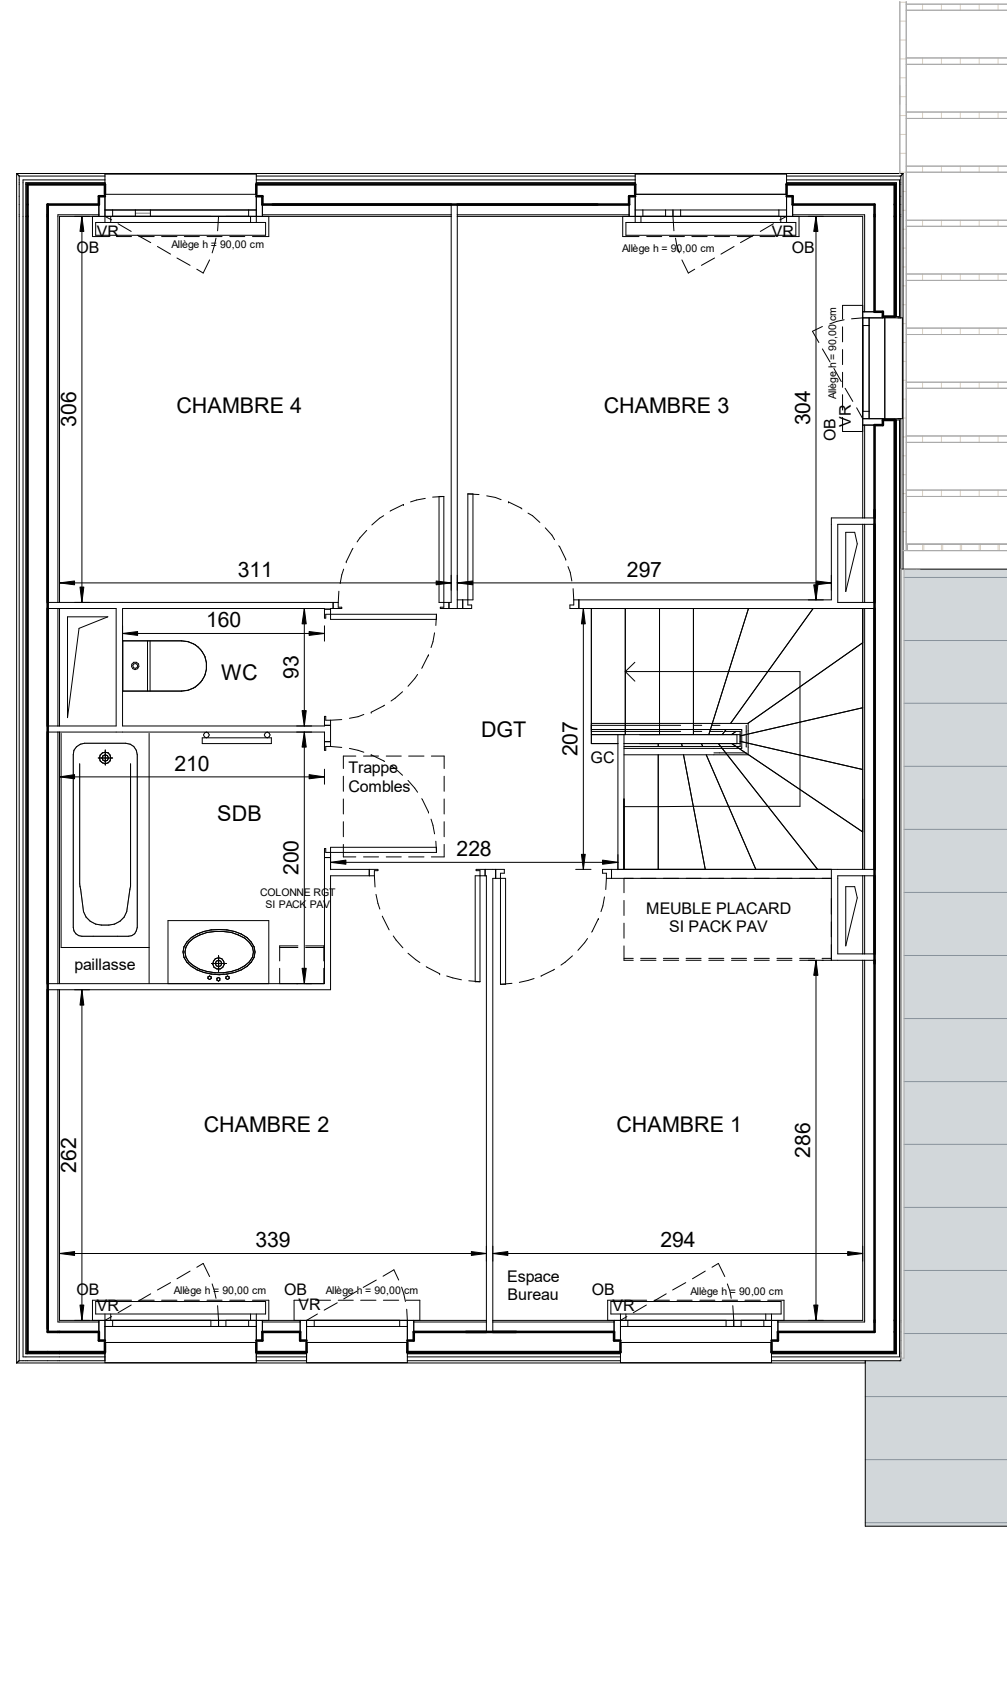 VR
OB
Allège h = 90,00 cm
VR
OB
Allège h = 90,00 cm
Allège h = 90,00 cm
OB
VR
306
CHAMBRE 4
CHAMBRE 3
304
311
297
160
WC
93
DGT
207
GC
210
Trappe
Combles
SDB
200
228
COLONNE RGT
SI PACK PAV
MEUBLE PLACARD
SI PACK PAV
paillasse
CHAMBRE 2
CHAMBRE 1
262
286
339
294
Espace
Bureau
OB
VR
Allège h = 90,00 cm
OB
VR
Allège h = 90,00 cm
OB
VR
Allège h = 90,00 cm